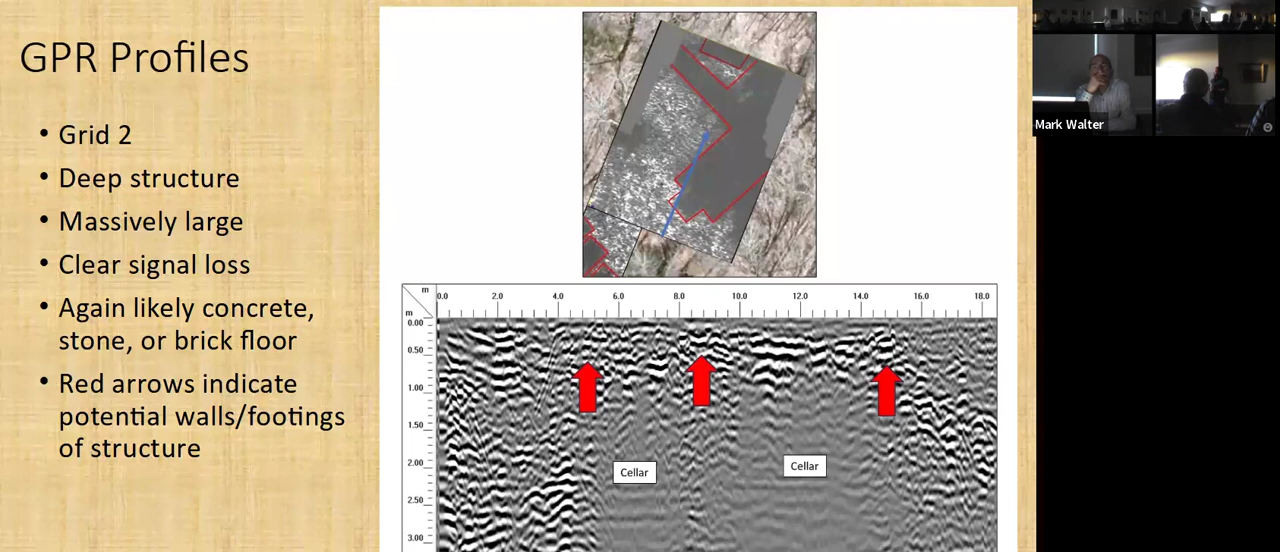 GPR Profiles
• Grid 2
• Deep structure
• Massively large
• Clear signal loss
• Again likely concrete,
stone, or brick floor
• Red arrows indicate
potential walls/footings
of structure
m
0.0 2.0 4.0 6.0 8.0 10.0 12.0 14.0 16.0 18.0
m
0.00
0.50
1.00
1.50
2.00
2.50
3.00
Cellar
Cellar
Mark Walter